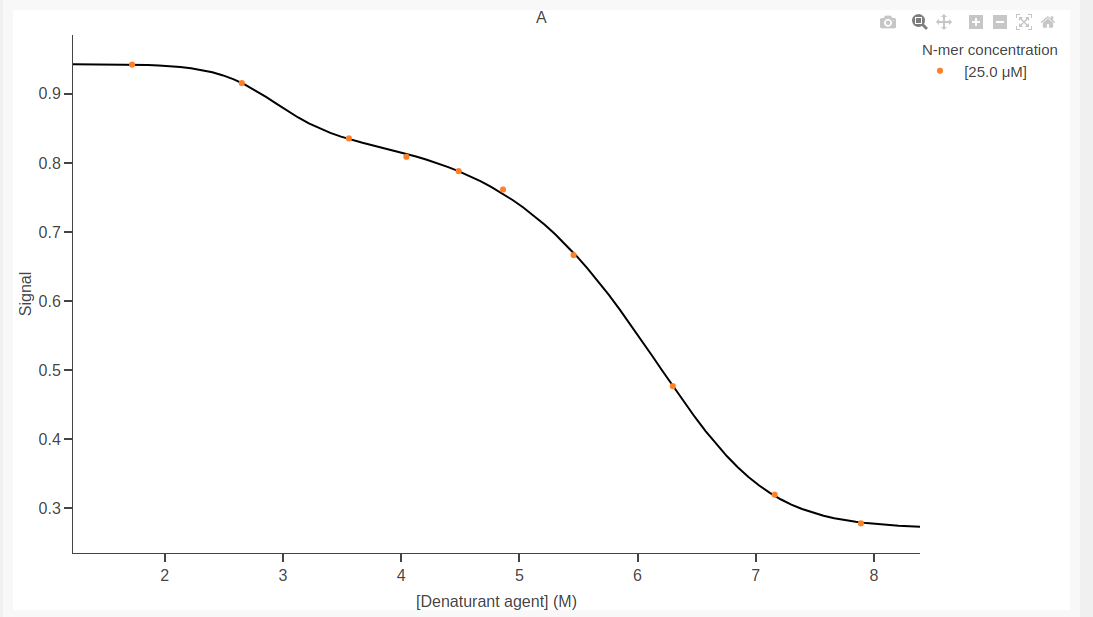 A
N-mer concentration
[25.0 μM]
0.9
0.8
0.7
0.6
0.5
0.4
0.3
Signal
2 3 4 5 6 7 8
[Denaturant agent] (M)